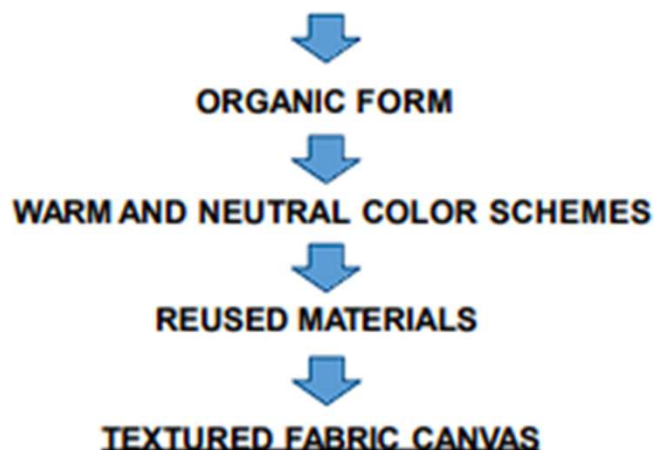 ORGANIC FORM
WARM AND NEUTRAL COLOR SCHEMES
REUSED MATERIALS
TEXTURED FABRIC CANVAS